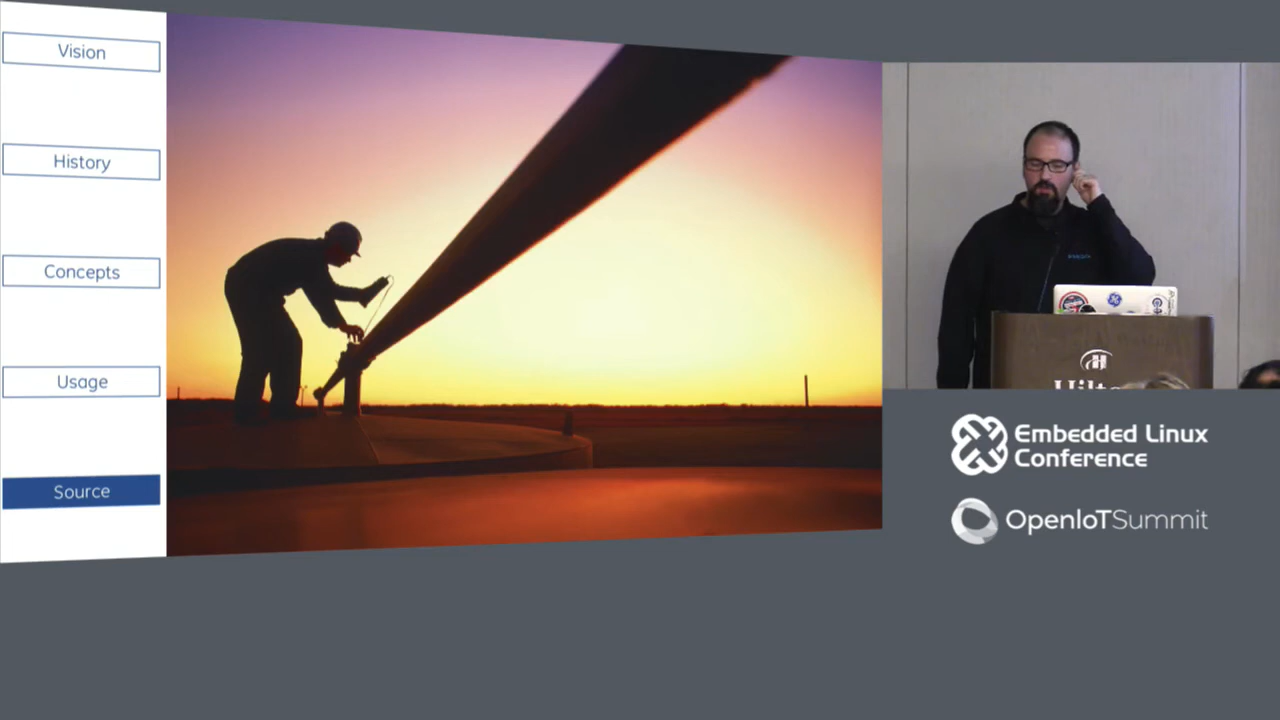 Vision
History
Concepts
Usage
Source
Embedded Linux
Conference
OpenIoTSummit